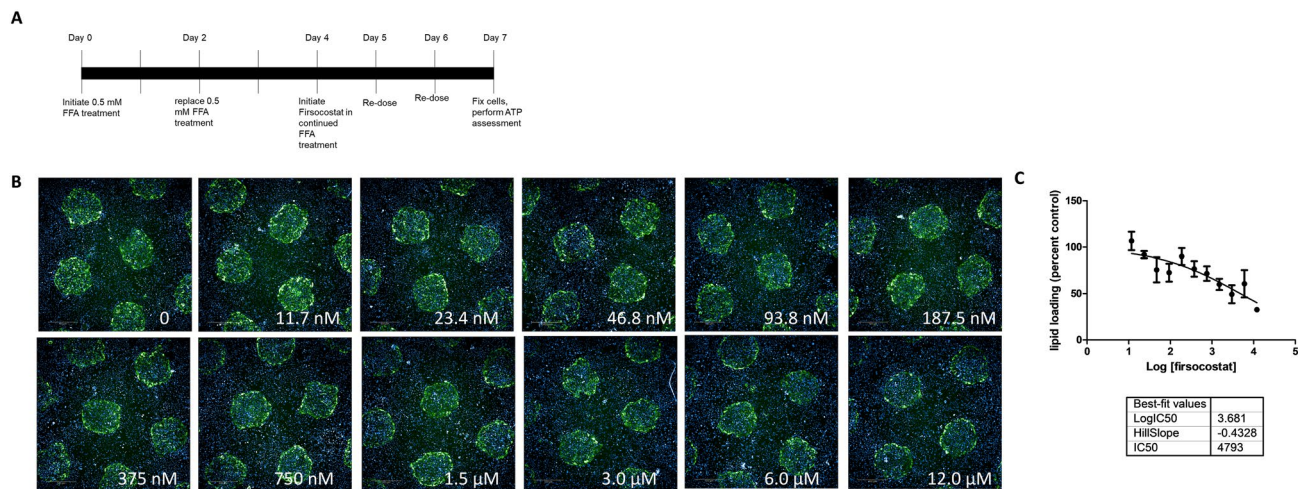 A
Day 0
Day 2
Day 4
Day 5
Day 6
Day 7
Initiate 0.5 mM
FFA treatment
replace 0.5
mM FFA
treatment
Initiate
Firsocostat in
continued
FFA
treatment
Re-dose
Re-dose
Fix cells,
perform ATP
assessment
B
0
11.7 nM
23.4 nM
46.8 nM
93.8 nM
187.5 nM
375 nM
750 nM
1.5 µM
3.0 µM
6.0 µM
12.0 µM
C
lipid loading (percent control)
150
100
50
0
0 1 2 3 4 5
Log [firsocostat]
Best-fit values
LogIC50 3.681
HillSlope -0.4328
IC50 4793